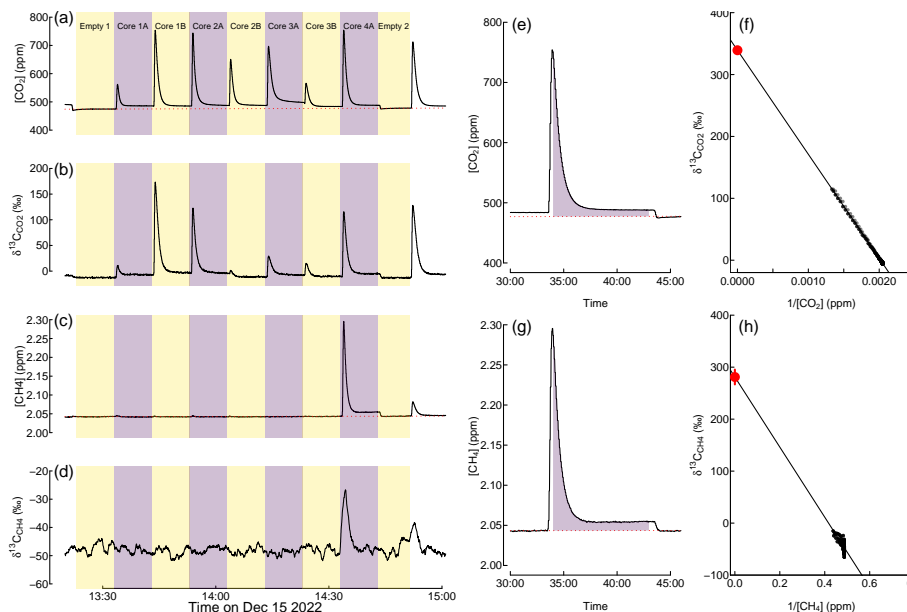 (a)
Empty 1 Core 1A Core 1B Core 2A Core 2B Core 3A Core 3B Core 4A Empty 2
[CO₂] (ppm)
800
700
600
500
400
(b)
δ¹³C_CO2 (‰)
200
150
100
50
0
(c)
[CH4] (ppm)
2.30
2.20
2.15
2.10
2.05
2.00
(d)
δ¹³C_CH4 (‰)
−20
−30
−40
−50
−60
13:30 14:00 14:30 15:00
Time on Dec 15 2022
(e)
[CO₂] (ppm)
800
700
600
500
400
30:00 35:00 40:00 45:00
Time
(f)
δ¹³C_CO2 (‰)
400
300
200
100
0
0.0000 0.0010 0.0020
1/[CO₂] (ppm)
(g)
[CH₄] (ppm)
2.30
2.25
2.20
2.15
2.10
2.05
2.00
30:00 35:00 40:00 45:00
Time
(h)
δ¹³C_CH4 (‰)
400
300
200
100
0
−100
0.0 0.2 0.4 0.6
1/[CH₄] (ppm)